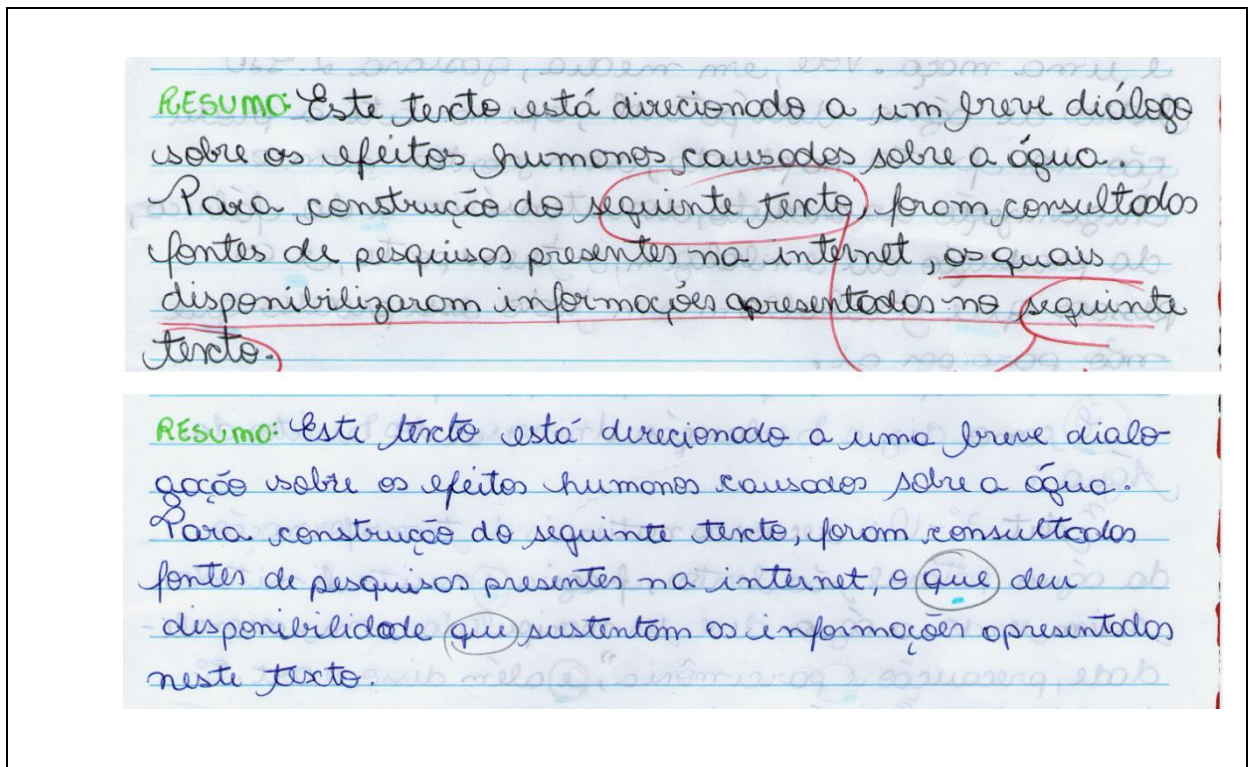 RESUMO: Este texto está direcionado a um breve diálogo
sobre os efeitos humanos causados sobre a água.
Para construção do seguinte texto, foram consultados
fontes de pesquisas presentes na internet, as quais
disponibilizaram informações apresentadas no seguinte
texto.
RESUMO: Este texto está direcionado a uma breve dialo-
gação sobre os efeitos humanos causados sobre a água.
Para construção do seguinte texto, foram consultados
fontes de pesquisas presentes na internet, o que deu
disponibilidade que sustentam as informações apresentadas
neste texto.